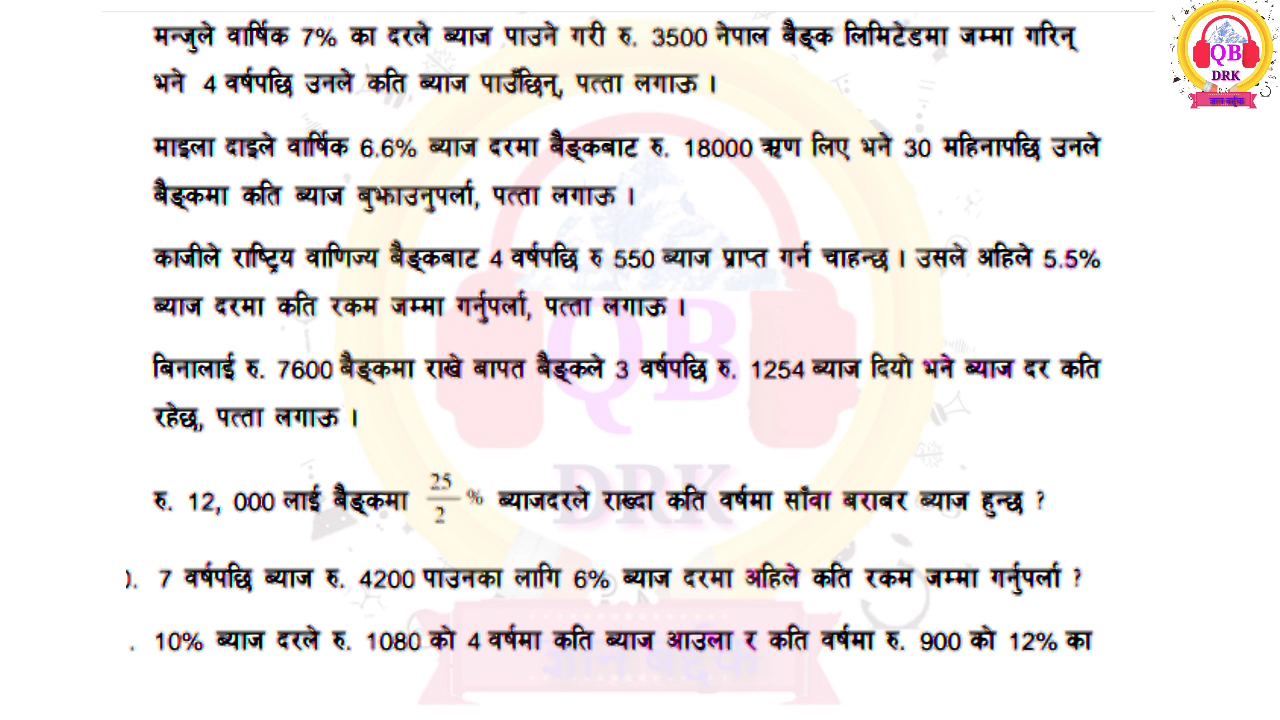 मन्जुले वार्षिक 7% का दरले ब्याज पाउने गरी रु. 3500 नेपाल बैङ्क लिमिटेडमा जम्मा गरिन्
भने 4 वर्षपछि उनले कति ब्याज पाउँछिन्, पत्ता लगाऊ ।
माइला दाइले वार्षिक 6.6% ब्याज दरमा बैङ्कबाट रु. 18000 ऋण लिए भने 30 महिनापछि उनले
बैङ्कमा कति ब्याज बुझाउनुपर्ला, पत्ता लगाऊ ।
काजीले राष्ट्रिय वाणिज्य बैङ्कबाट 4 वर्षपछि रु 550 ब्याज प्राप्त गर्न चाहन्छ । उसले अहिले 5.5%
ब्याज दरमा कति रकम जम्मा गर्नुपर्ला, पत्ता लगाऊ ।
बिनालाई रु. 7600 बैङ्कमा राखे बापत बैङ्कले 3 वर्षपछि रु. 1254 ब्याज दियो भने ब्याज दर कति
रहेछ, पत्ता लगाऊ ।
रु. 12, 000 लाई बैङ्कमा 25/2 % ब्याजदरले राख्दा कति वर्षमा साँवा बराबर ब्याज हुन्छ ?
7 वर्षपछि ब्याज रु. 4200 पाउनका लागि 6% ब्याज दरमा अहिले कति रकम जम्मा गर्नुपर्ला ?
. 10% ब्याज दरले रु. 1080 को 4 वर्षमा कति ब्याज आउला र कति वर्षमा रु. 900 को 12% का
QB
DRK
QB
DRK